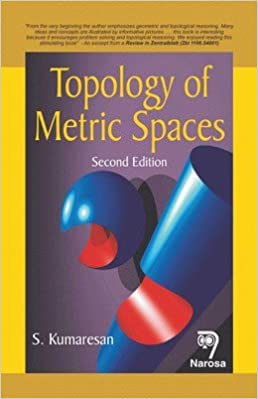 "From the very beginning the author emphasizes geometric and topological reasoning. Many
ideas and concepts are illustrated by informative pictures. ... this book is interesting
because it encourages problem solving and topological reasoning. We enjoyed reading this
stimulating book" - An excerpt from a Review in Zentralblatt (Zbl 1106.54001)
Topology of
Metric Spaces
Second Edition
S. Kumaresan
Narosa